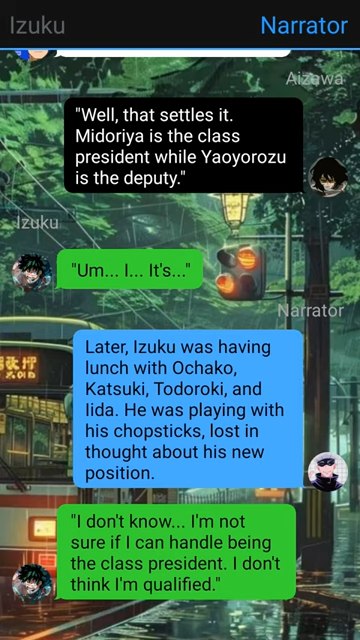 Izuku
Narrator
Aizawa
"Well, that settles it.
Midoriya is the class
president while Yaoyorozu
is the deputy."
Izuku
"Um... I... It's..."
Narrator
Later, Izuku was having
lunch with Ochako,
Katsuki, Todoroki, and
Iida. He was playing with
his chopsticks, lost in
thought about his new
position.
"I don't know... I'm not
sure if I can handle being
the class president. I don't
think I'm qualified."